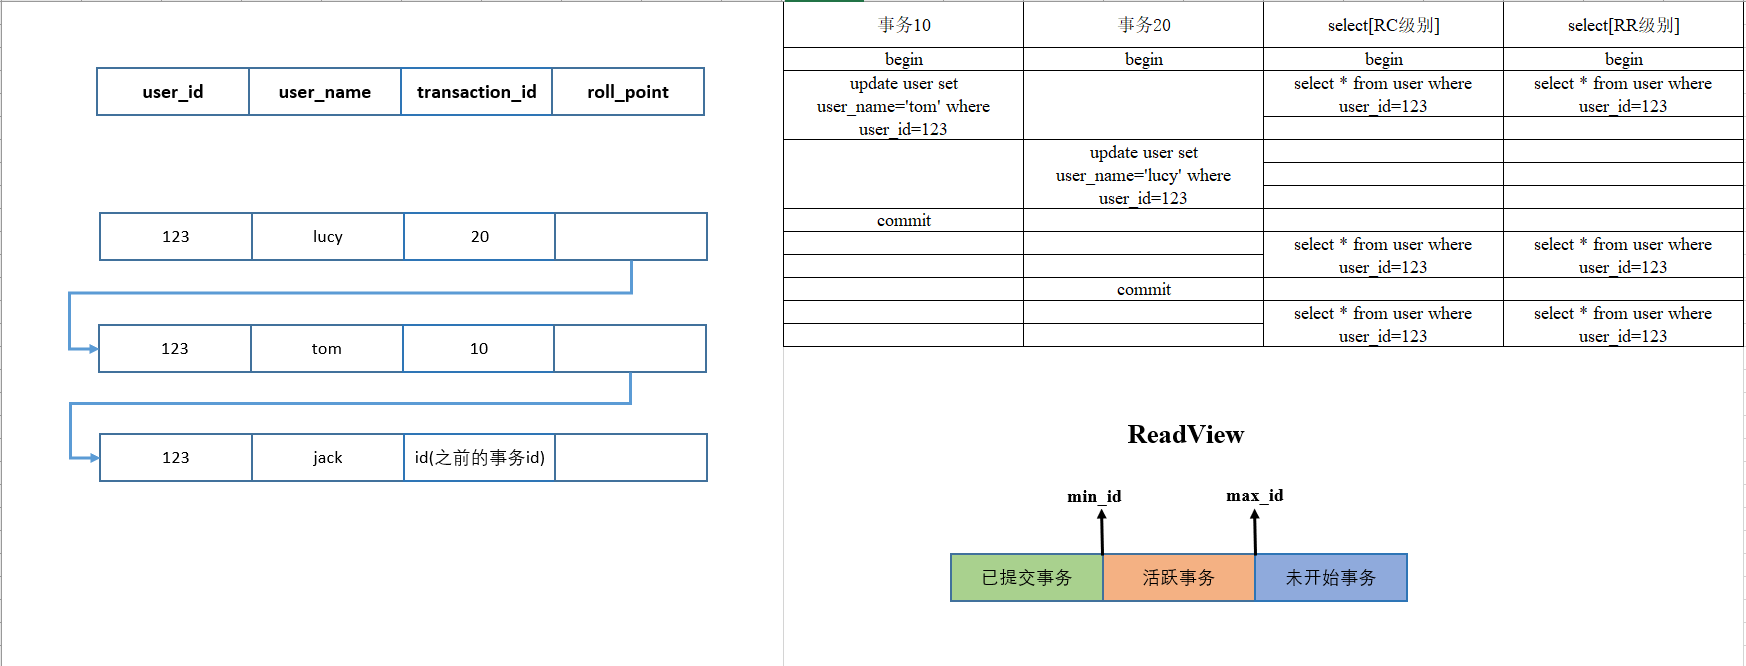 user_id user_name transaction_id roll_point
123 lucy 20
123 tom 10
123 jack id(之前的事务id)
事务10 事务20 select[RC级别] select[RR级别]
begin begin begin begin
update user set
user_name='tom' where
user_id=123
select * from user where
user_id=123
select * from user where
user_id=123
update user set
user_name='lucy' where
user_id=123
commit
select * from user where
user_id=123
select * from user where
user_id=123
commit
select * from user where
user_id=123
select * from user where
user_id=123
ReadView
min_id max_id
已提交事务 活跃事务 未开始事务